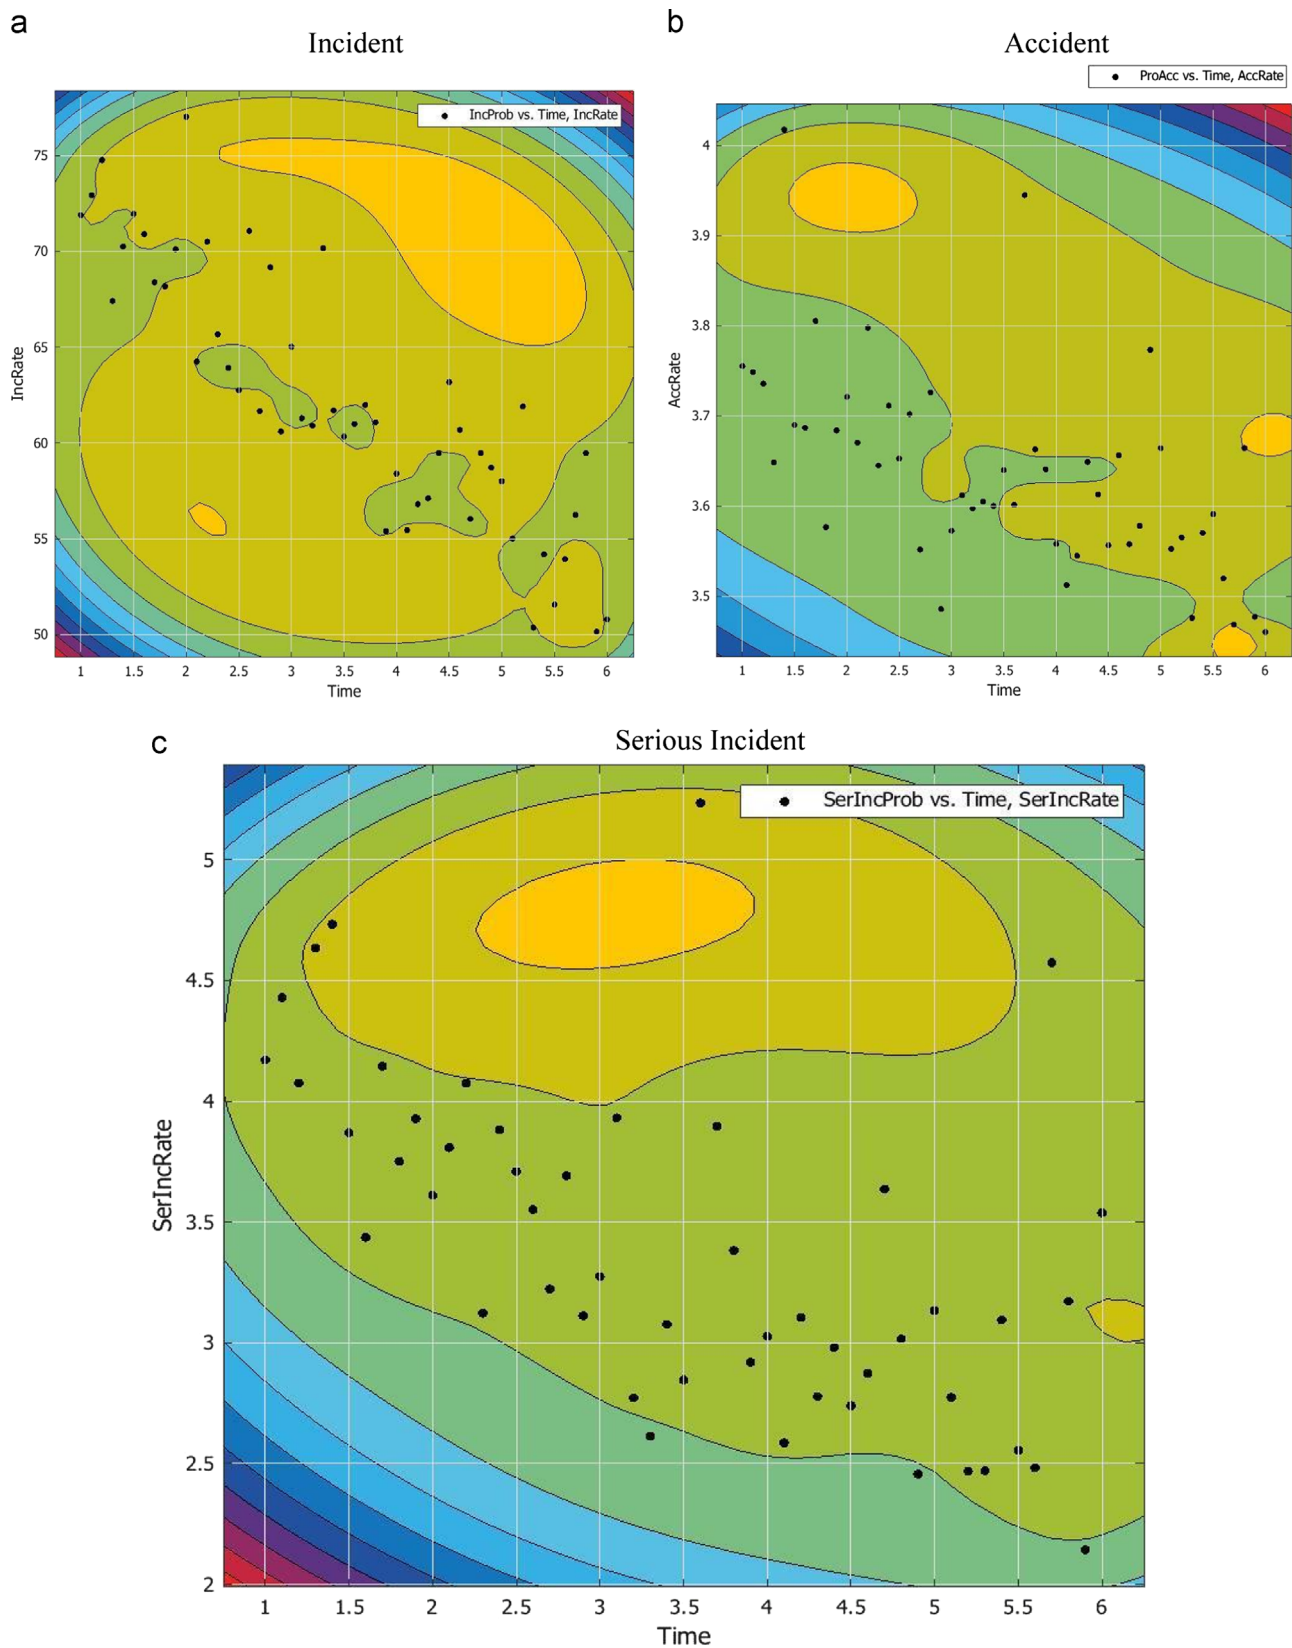 a
Incident
IncProb vs. Time, IncRate
75
70
65
60
55
50
IncRate
1 1.5 2 2.5 3 3.5 4 4.5 5 5.5 6
Time
b
Accident
ProAcc vs. Time, AccRate
4
3.9
3.8
3.7
3.6
3.5
AccRate
1 1.5 2 2.5 3 3.5 4 4.5 5 5.5 6
Time
c
Serious Incident
SerIncProb vs. Time, SerIncRate
5
4.5
4
3.5
3
2.5
2
SerIncRate
1 1.5 2 2.5 3 3.5 4 4.5 5 5.5 6
Time